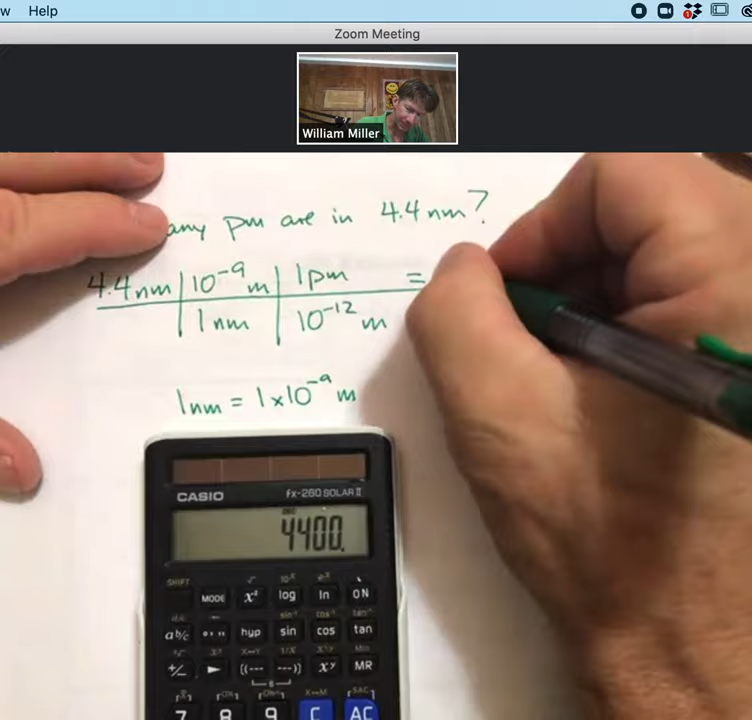 w Help
Zoom Meeting
William Miller
any pm are in 4.4 nm?
4.4 nm | 10⁻⁹ m | 1 pm =
1 nm | 10⁻¹² m
1 nm = 1 x 10⁻⁹ m
CASIO fx-260 SOLAR II
4400.
SHIFT
MODE x² log ln ON
a b/c hyp sin cos tan
+/- (--- ---)) xʸ MR
7 8 9 C AC